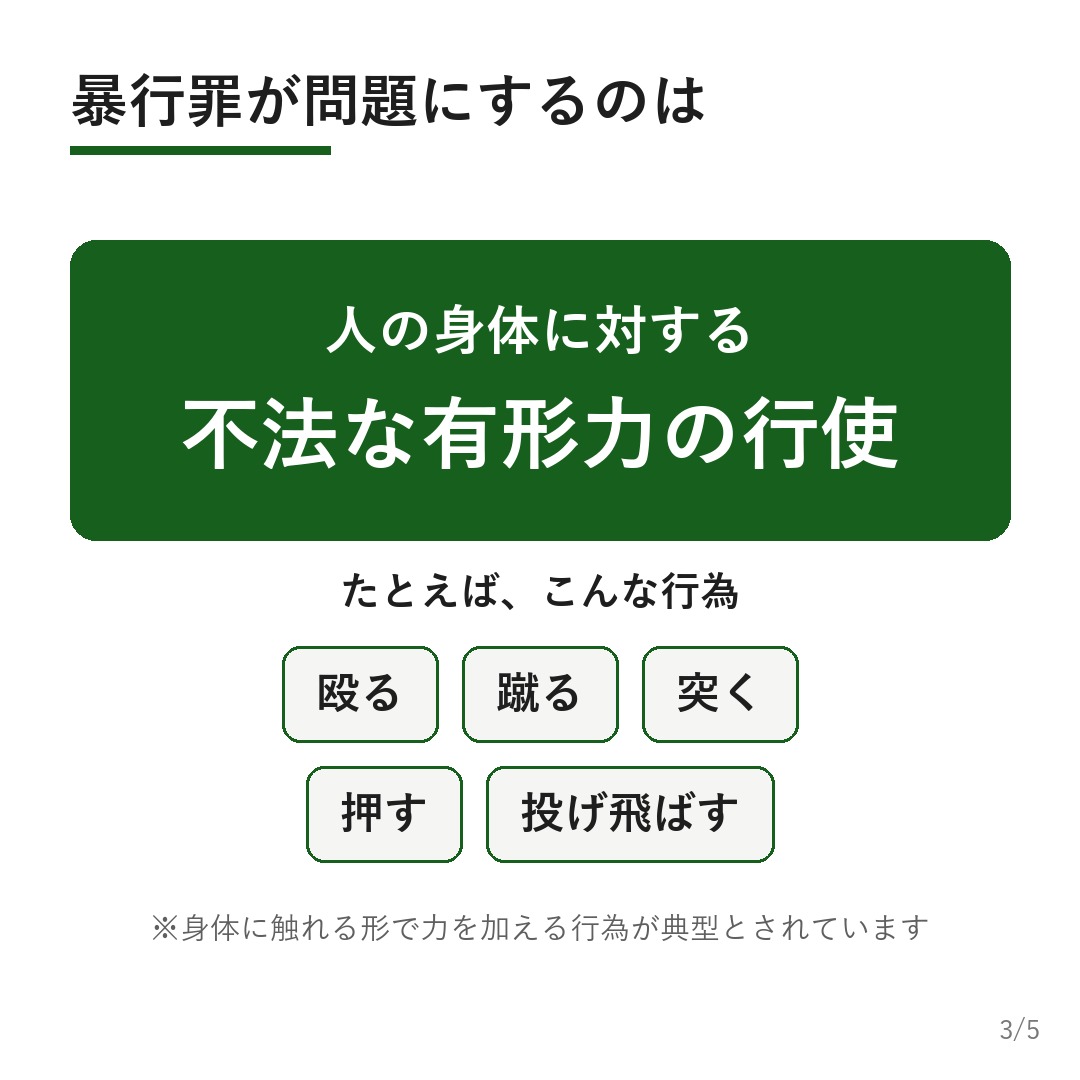 暴行罪が問題にするのは
人の身体に対する
不法な有形力の行使
たとえば、こんな行為
殴る 蹴る 突く
押す 投げ飛ばす
※身体に触れる形で力を加える行為が典型とされています
3/5